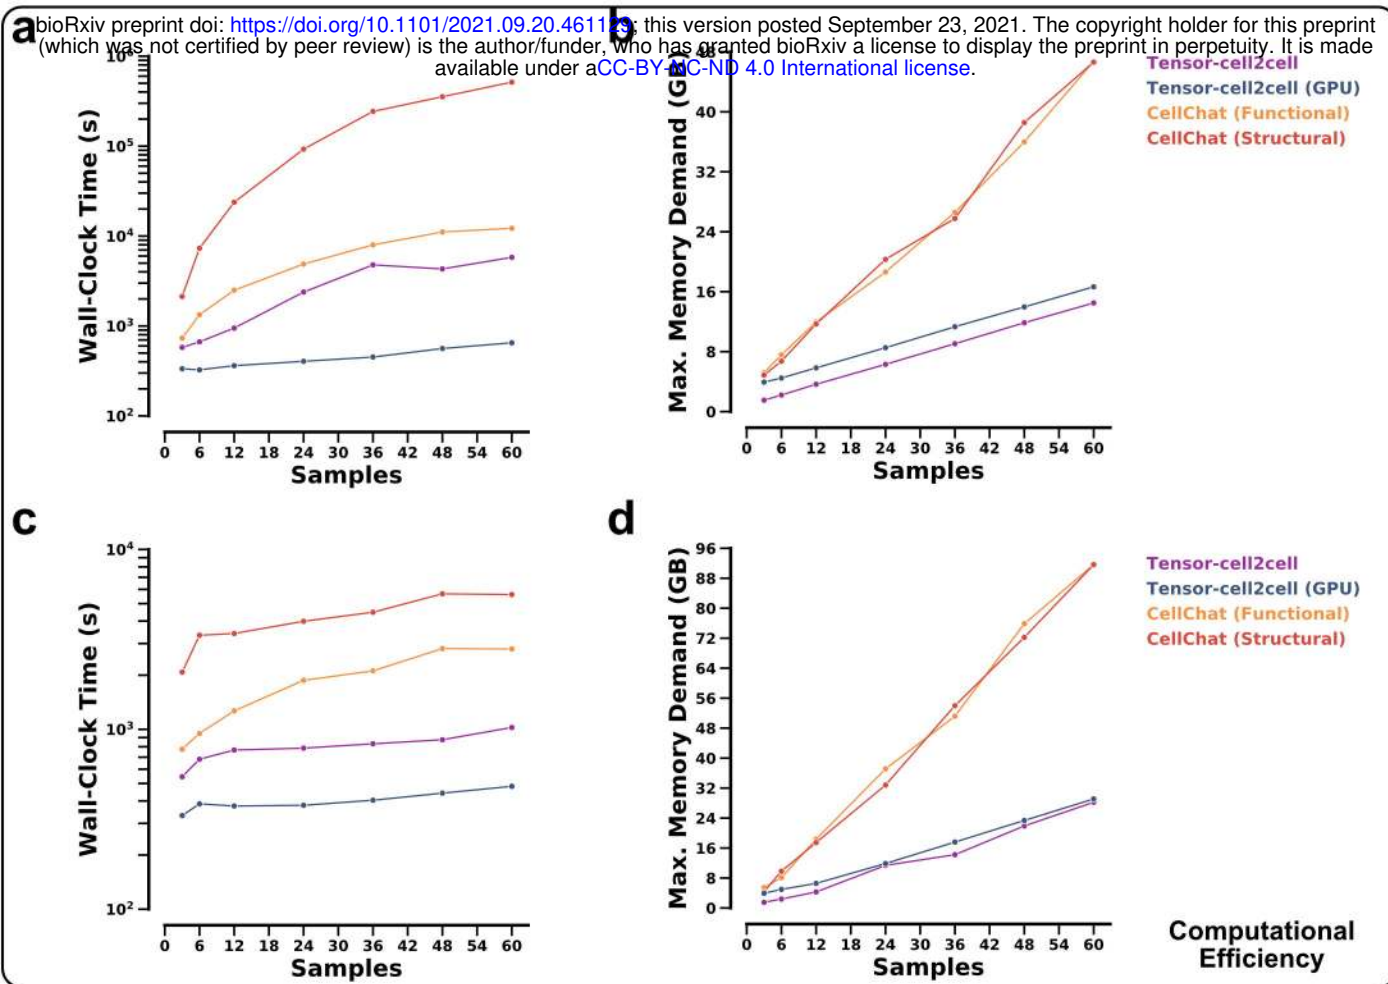 a
bioRxiv preprint doi: https://doi.org/10.1101/2021.09.20.461129; this version posted September 23, 2021. The copyright holder for this preprint
(which was not certified by peer review) is the author/funder, who has granted bioRxiv a license to display the preprint in perpetuity. It is made
available under aCC-BY-NC-ND 4.0 International license.
10⁶
10⁵
10⁴
10³
10²
Wall-Clock Time (s)
0 6 12 18 24 30 36 42 48 54 60
Samples
b
48
40
32
24
16
8
0
Max. Memory Demand (GB)
0 6 12 18 24 30 36 42 48 54 60
Samples
Tensor-cell2cell
Tensor-cell2cell (GPU)
CellChat (Functional)
CellChat (Structural)
c
10⁴
10³
10²
Wall-Clock Time (s)
0 6 12 18 24 30 36 42 48 54 60
Samples
d
96
88
80
72
64
56
48
40
32
24
16
8
0
Max. Memory Demand (GB)
0 6 12 18 24 30 36 42 48 54 60
Samples
Tensor-cell2cell
Tensor-cell2cell (GPU)
CellChat (Functional)
CellChat (Structural)
Computational
Efficiency